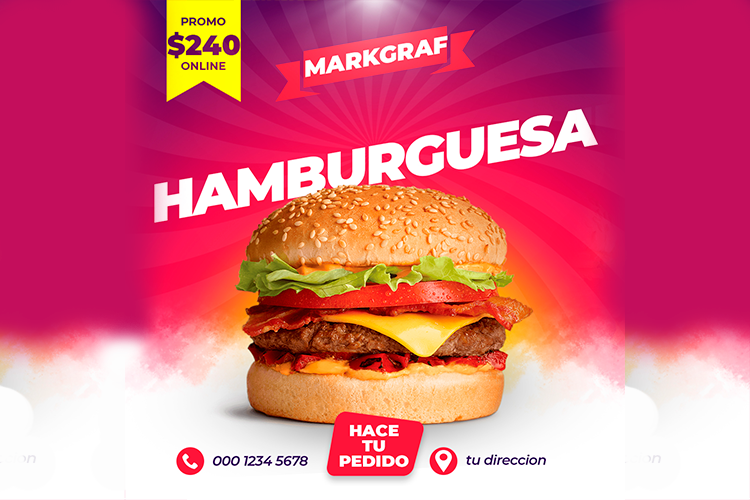 PROMO
$240
ONLINE
MARKGRAF
HAMBURGUESA
HACE
TU
PEDIDO
000 1234 5678
tu direccion